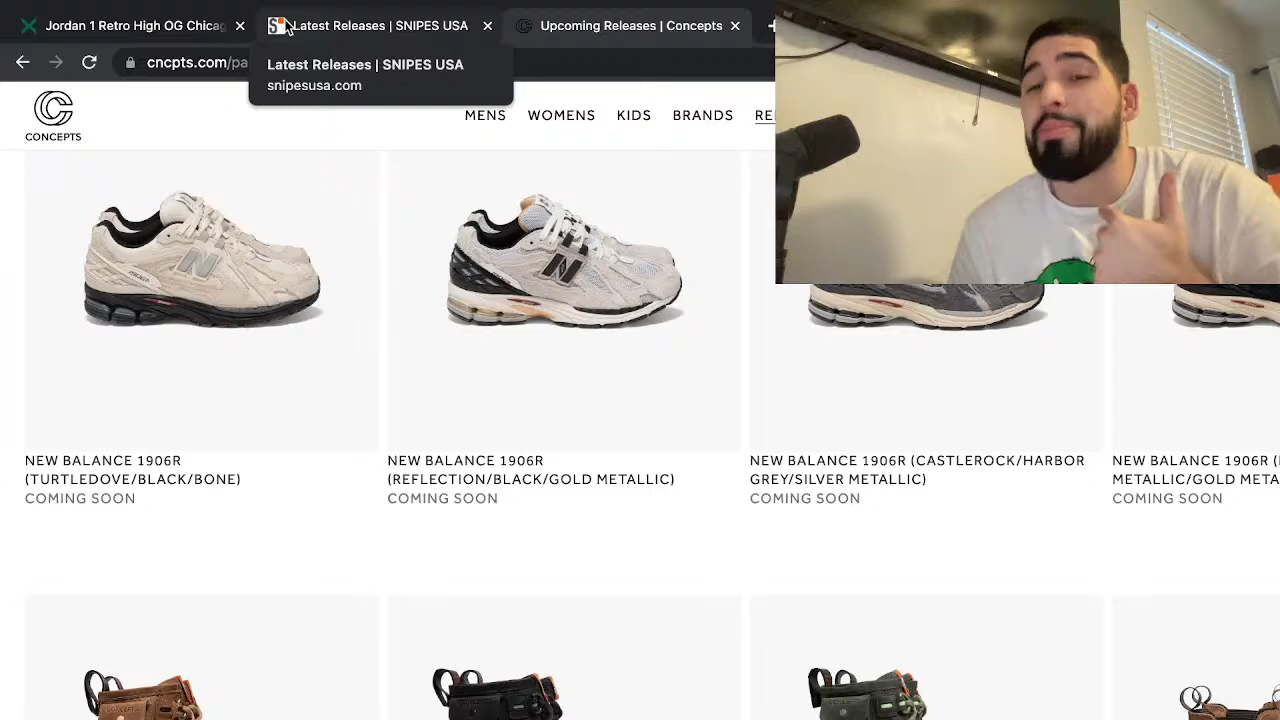 Jordan 1 Retro High OG Chicag
Latest Releases | SNIPES USA
Upcoming Releases | Concepts
cncpts.com/pa
Latest Releases | SNIPES USA
snipesusa.com
CONCEPTS
MENS
WOMENS
KIDS
BRANDS
RE
NEW BALANCE 1906R
(TURTLEDOVE/BLACK/BONE)
COMING SOON
NEW BALANCE 1906R
(REFLECTION/BLACK/GOLD METALLIC)
COMING SOON
NEW BALANCE 1906R (CASTLEROCK/HARBOR
GREY/SILVER METALLIC)
COMING SOON
NEW BALANCE 1906R (
METALLIC/GOLD META
COMING SOON